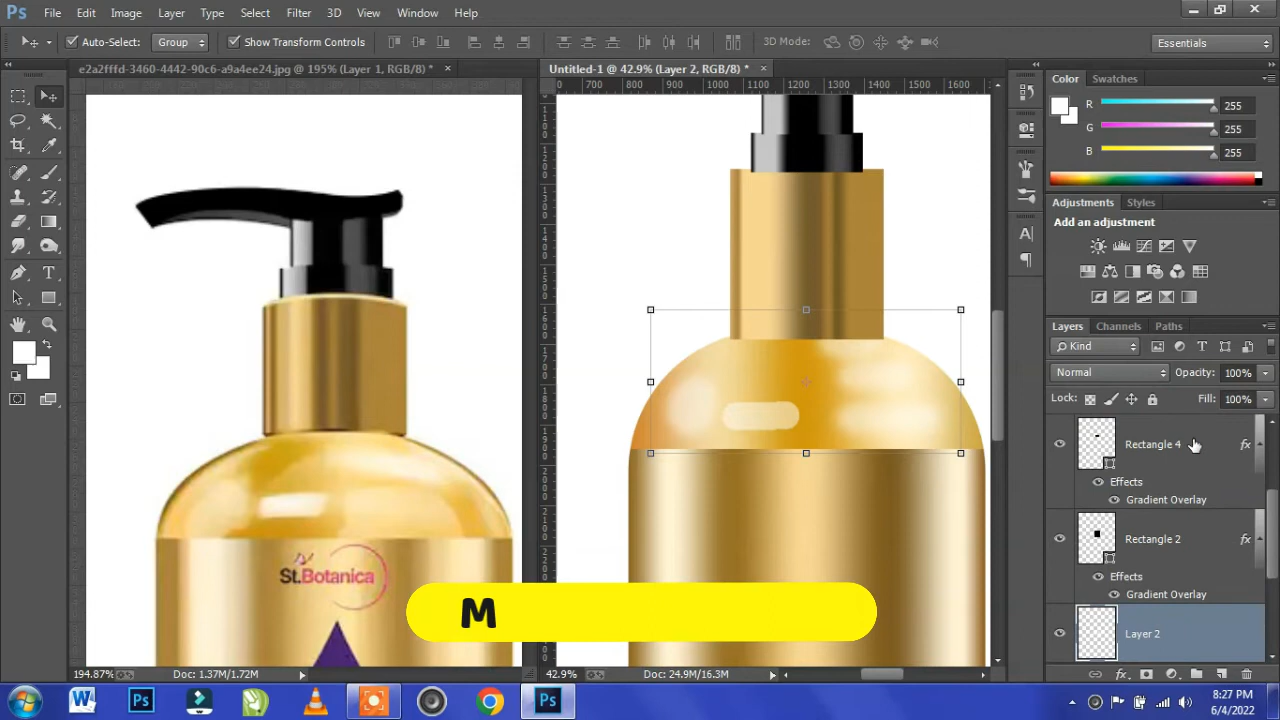 Ps File Edit Image Layer Type Select Filter 3D View Window Help
Auto-Select: Group Show Transform Controls 3D Mode: Essentials
e2a2fffd-3460-4442-90c6-a9a4ee24.jpg @ 195% (Layer 1, RGB/8) * ×
Untitled-1 @ 42.9% (Layer 2, RGB/8) * ×
Color Swatches
R 255
G 255
B 255
Adjustments Styles
Add an adjustment
Layers Channels Paths
Kind
Normal Opacity: 100%
Lock: Fill: 100%
Rectangle 4 fx
Effects
Gradient Overlay
Rectangle 2 fx
Effects
Gradient Overlay
Layer 2
600 700 800 900 1000 1100 1200 1300 1400 1500 1600
St.Botanica
M
194.87% Doc: 1.37M/1.72M
42.9% Doc: 24.9M/16.3M
8:27 PM
6/4/2022